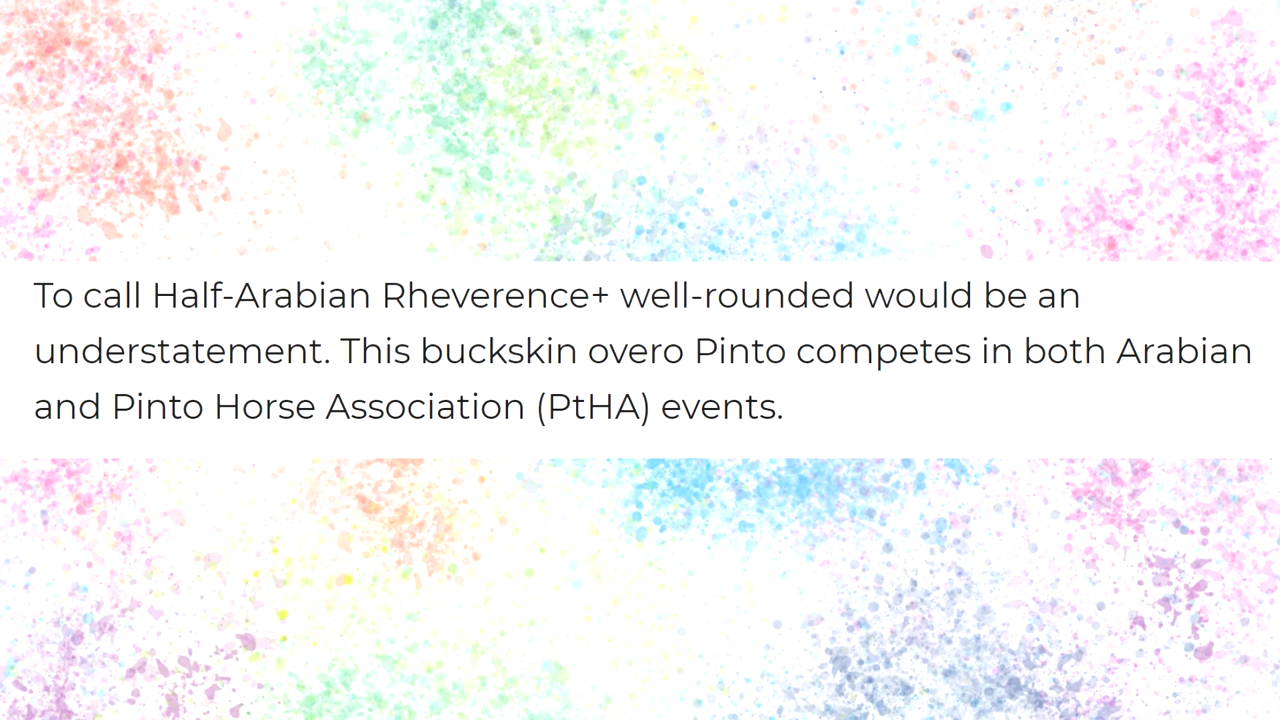 To call Half-Arabian Rheverence+ well-rounded would be an
understatement. This buckskin overo Pinto competes in both Arabian
and Pinto Horse Association (PtHA) events.